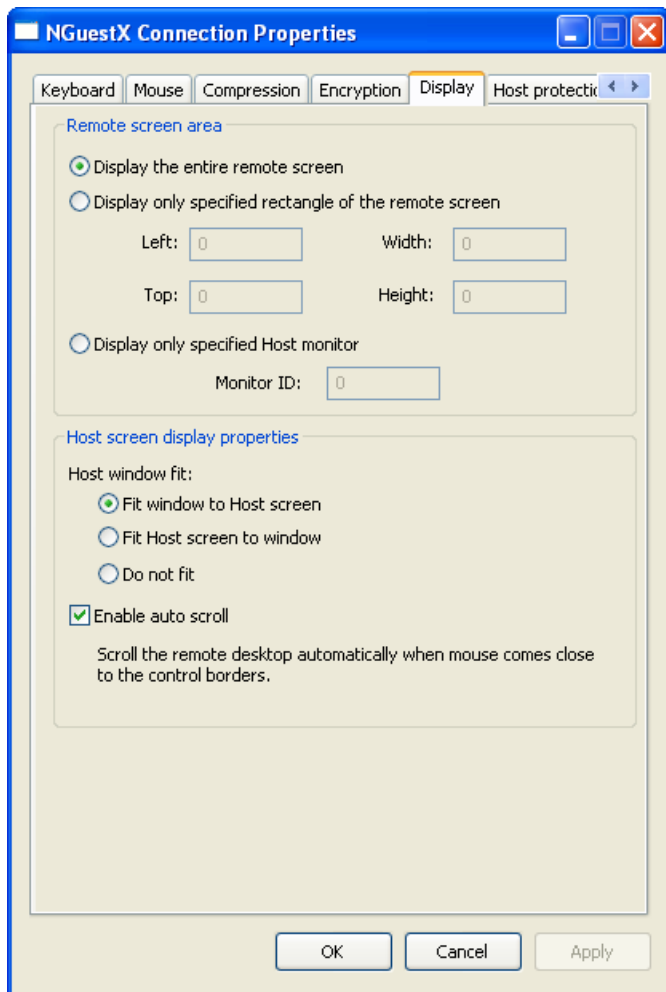 NGuestX Connection Properties
Keyboard Mouse Compression Encryption Display Host protectic
Remote screen area
Display the entire remote screen
Display only specified rectangle of the remote screen
Left: 0 Width: 0
Top: 0 Height: 0
Display only specified Host monitor
Monitor ID: 0
Host screen display properties
Host window fit:
Fit window to Host screen
Fit Host screen to window
Do not fit
Enable auto scroll
Scroll the remote desktop automatically when mouse comes close
to the control borders.
OK Cancel Apply